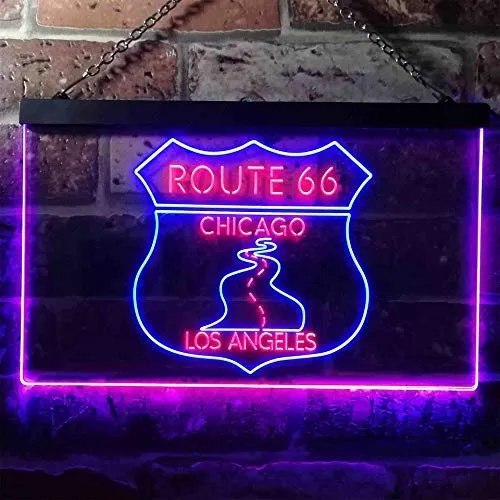 ROUTE 66
CHICAGO
LOS ANGELES